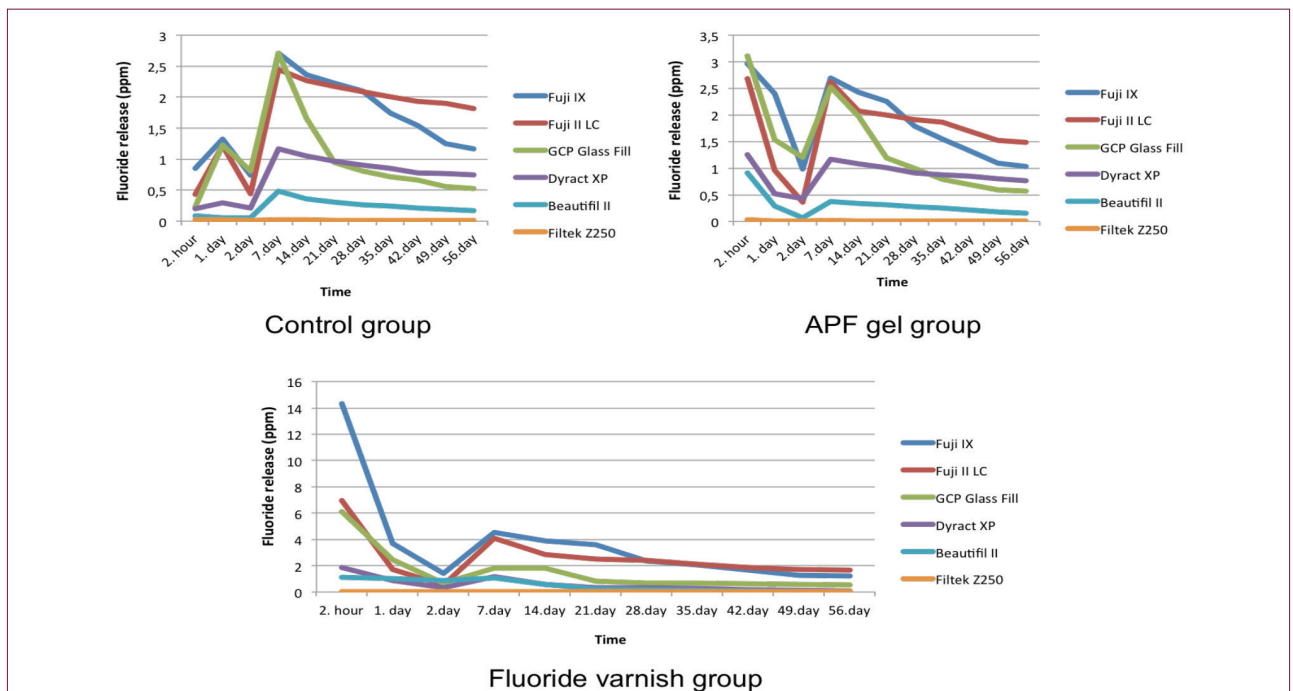 3
2,5
2
1,5
1
0,5
0
Fluoride release (ppm)
2. hour
1. day
2.day
7.day
14.day
21.day
28.day
35.day
42.day
49.day
56.day
Time
Fuji IX
Fuji II LC
GCP Glass Fill
Dyract XP
Beautifil II
Filtek Z250
Control group
3,5
3
2,5
2
1,5
1
0,5
0
Fluoride release (ppm)
2. hour
1. day
2.day
7.day
14.day
21.day
28.day
35.day
42.day
49.day
56.day
Time
Fuji IX
Fuji II LC
GCP Glass Fill
Dyract XP
Beautifil II
Filtek Z250
APF gel group
16
14
12
10
8
6
4
2
0
Fluoride release (ppm)
2. hour
1. day
2.day
7.day
14.day
21.day
28.day
35.day
42.day
49.day
56.day
Time
Fuji IX
Fuji II LC
GCP Glass Fill
Dyract XP
Beautifil II
Filtek Z250
Fluoride varnish group